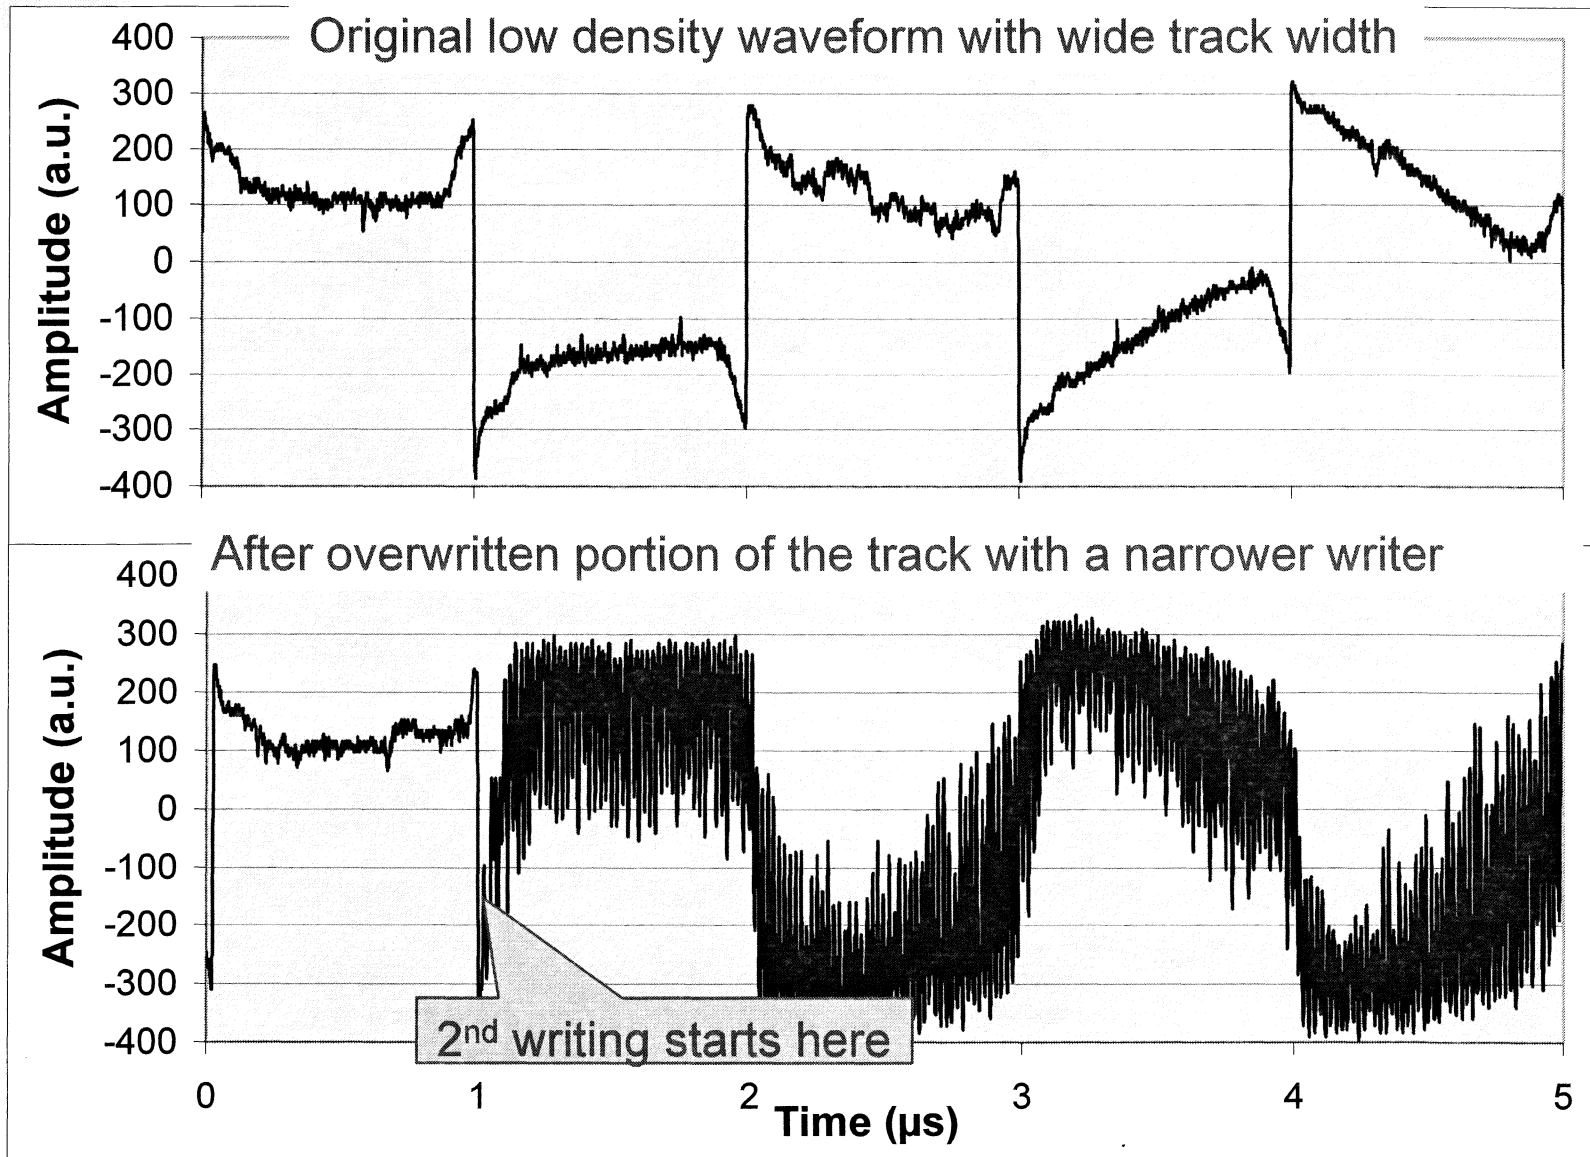 Original low density waveform with wide track width
400
300
200
100
0
-100
-200
-300
-400
Amplitude (a.u.)
After overwritten portion of the track with a narrower writer
400
300
200
100
0
-100
-200
-300
-400
Amplitude (a.u.)
2nd writing starts here
0 1 2 3 4 5
Time (µs)